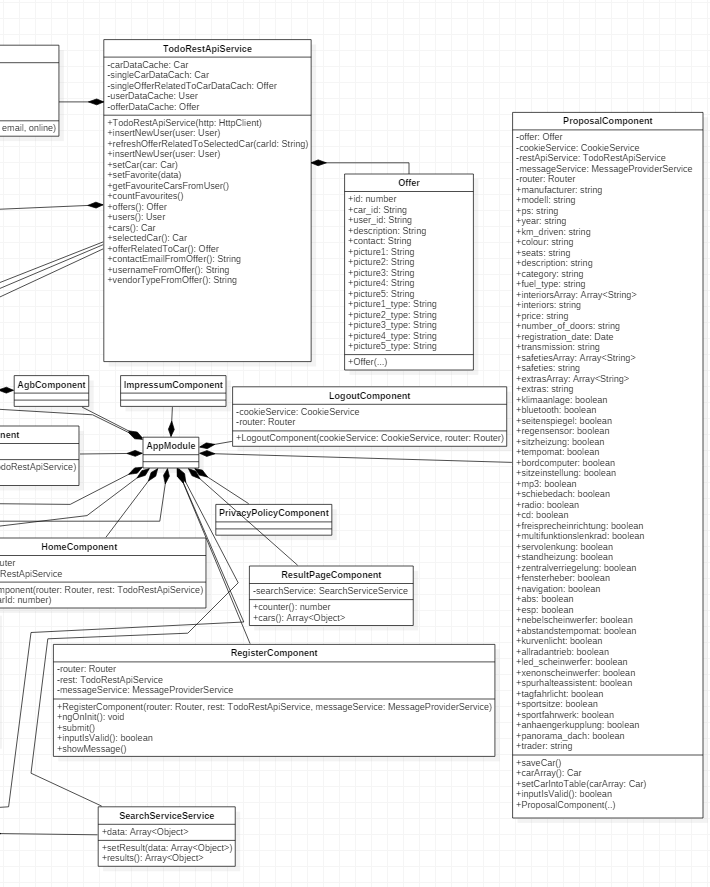 email, online)
TodoRestApiService
-carDataCache: Car
-singleCarDataCach: Car
-singleOfferRelatedToCarDataCach: Offer
-userDataCache: User
-offerDataCache: Offer
+TodoRestApiService(http: HttpClient)
+insertNewUser(user: User)
+refreshOfferRelatedToSelectedCar(carId: String)
+insertNewUser(user: User)
+setCar(car: Car)
+setFavorite(data)
+getFavouriteCarsFromUser()
+countFavourites()
+offers(): Offer
+users(): User
+cars(): Car
+selectedCar(): Car
+offerRelatedToCar(): Offer
+contactEmailFromOffer(): String
+usernameFromOffer(): String
+vendorTypeFromOffer(): String
Offer
+id: number
+car_id: String
+user_id: String
+description: String
+contact: String
+picture1: String
+picture2: String
+picture3: String
+picture4: String
+picture5: String
+picture1_type: String
+picture2_type: String
+picture3_type: String
+picture4_type: String
+picture5_type: String
+Offer(...)
ProposalComponent
-offer: Offer
-cookieService: CookieService
-restApiService: TodoRestApiService
-messageService: MessageProviderService
-router: Router
+manufacturer: string
+modell: string
+ps: string
+year: string
+km_driven: string
+colour: string
+seats: string
+description: string
+category: string
+fuel_type: string
+interiorsArray: Array<String>
+interiors: string
+price: string
+number_of_doors: string
+registration_date: Date
+transmission: string
+safetiesArray: Array<String>
+safeties: string
+extrasArray: Array<String>
+extras: string
+klimaanlage: boolean
+bluetooth: boolean
+seitenspiegel: boolean
+regensensor: boolean
+sitzheizung: boolean
+tempomat: boolean
+bordcomputer: boolean
+sitzeinstellung: boolean
+mp3: boolean
+schiebedach: boolean
+radio: boolean
+cd: boolean
+freisprecheinrichtung: boolean
+multifunktionslenkrad: boolean
+servolenkung: boolean
+standheizung: boolean
+zentralverriegelung: boolean
+fensterheber: boolean
+navigation: boolean
+abs: boolean
+esp: boolean
+nebelscheinwerfer: boolean
+abstandstempomat: boolean
+kurvenlicht: boolean
+allradantrieb: boolean
+led_scheinwerfer: boolean
+xenonscheinwerfer: boolean
+spurhalteassistent: boolean
+tagfahrlicht: boolean
+sportsitze: boolean
+sportfahrwerk: boolean
+anhaengerkupplung: boolean
+panorama_dach: boolean
+trader: string
+saveCar()
+carArray(): Car
+setCarIntoTable(carArray: Car)
+inputIsValid(): boolean
+ProposalComponent(..)
AgbComponent
ImpressumComponent
LogoutComponent
-cookieService: CookieService
-router: Router
+LogoutComponent(cookieService: CookieService, router: Router)
nent
odoRestApiService)
AppModule
PrivacyPolicyComponent
HomeComponent
uter
RestApiService
mponent(router: Router, rest: TodoRestApiService)
arId: number)
ResultPageComponent
-searchService: SearchServiceService
+counter(): number
+cars(): Array<Object>
RegisterComponent
-router: Router
-rest: TodoRestApiService
-messageService: MessageProviderService
+RegisterComponent(router: Router, rest: TodoRestApiService, messageService: MessageProviderService)
+ngOnInit(): void
+submit()
+inputIsValid(): boolean
+showMessage()
SearchServiceService
+data: Array<Object>
+setResult(data: Array<Object>)
+results(): Array<Object>